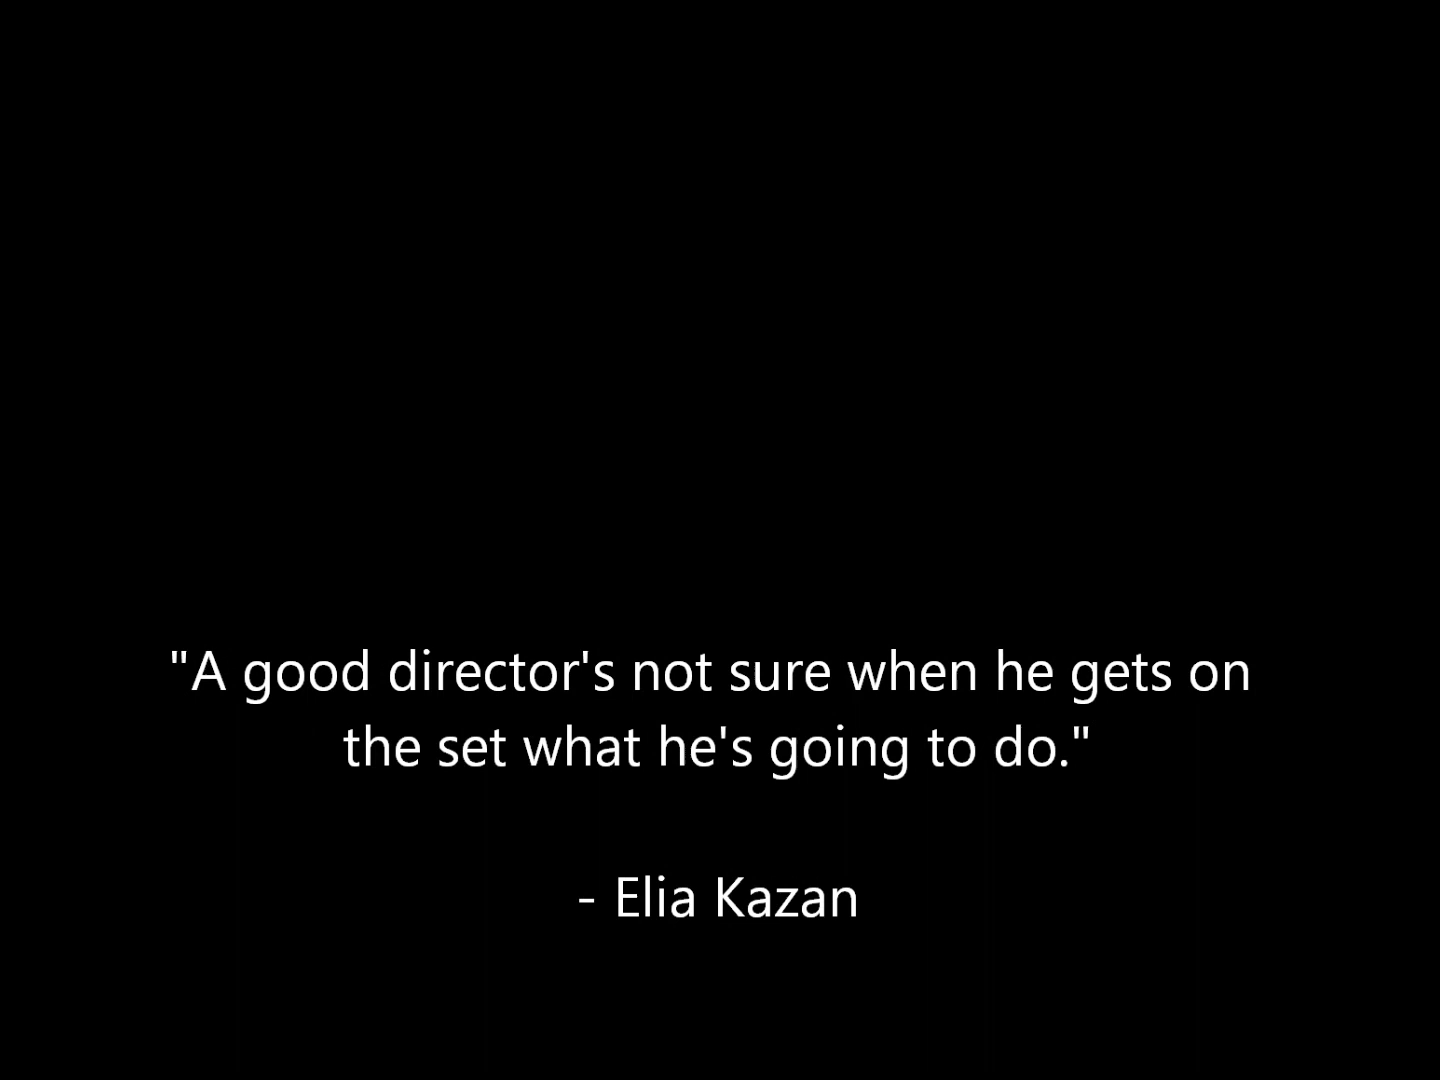 "A good director's not sure when he gets on
the set what he's going to do."
- Elia Kazan